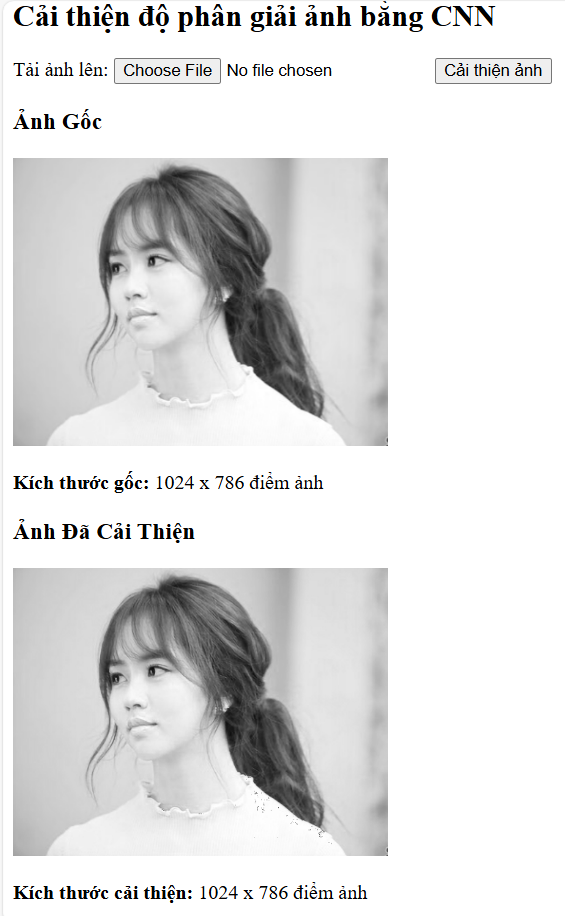 Cải thiện độ phân giải ảnh bằng CNN
Tải ảnh lên: Choose File No file chosen Cải thiện ảnh
Ảnh Gốc
Kích thước gốc: 1024 x 786 điểm ảnh
Ảnh Đã Cải Thiện
Kích thước cải thiện: 1024 x 786 điểm ảnh